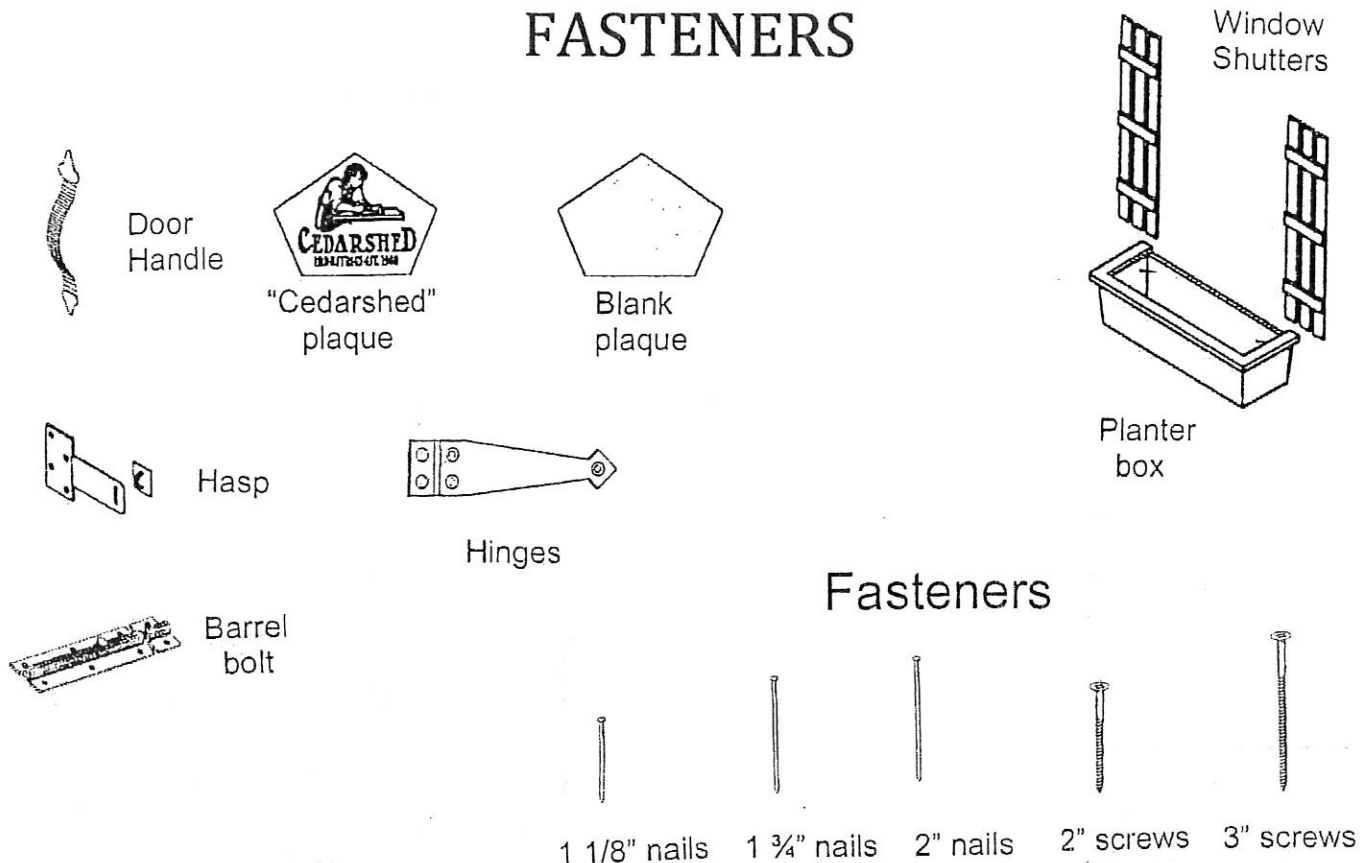 FASTENERS
Window
Shutters
Door
Handle
CEDARSHED
"Cedarshed"
plaque
Blank
plaque
Planter
box
Hasp
Hinges
Fasteners
Barrel
bolt
1 1/8" nails
1 ¾" nails
2" nails
2" screws
3" screws